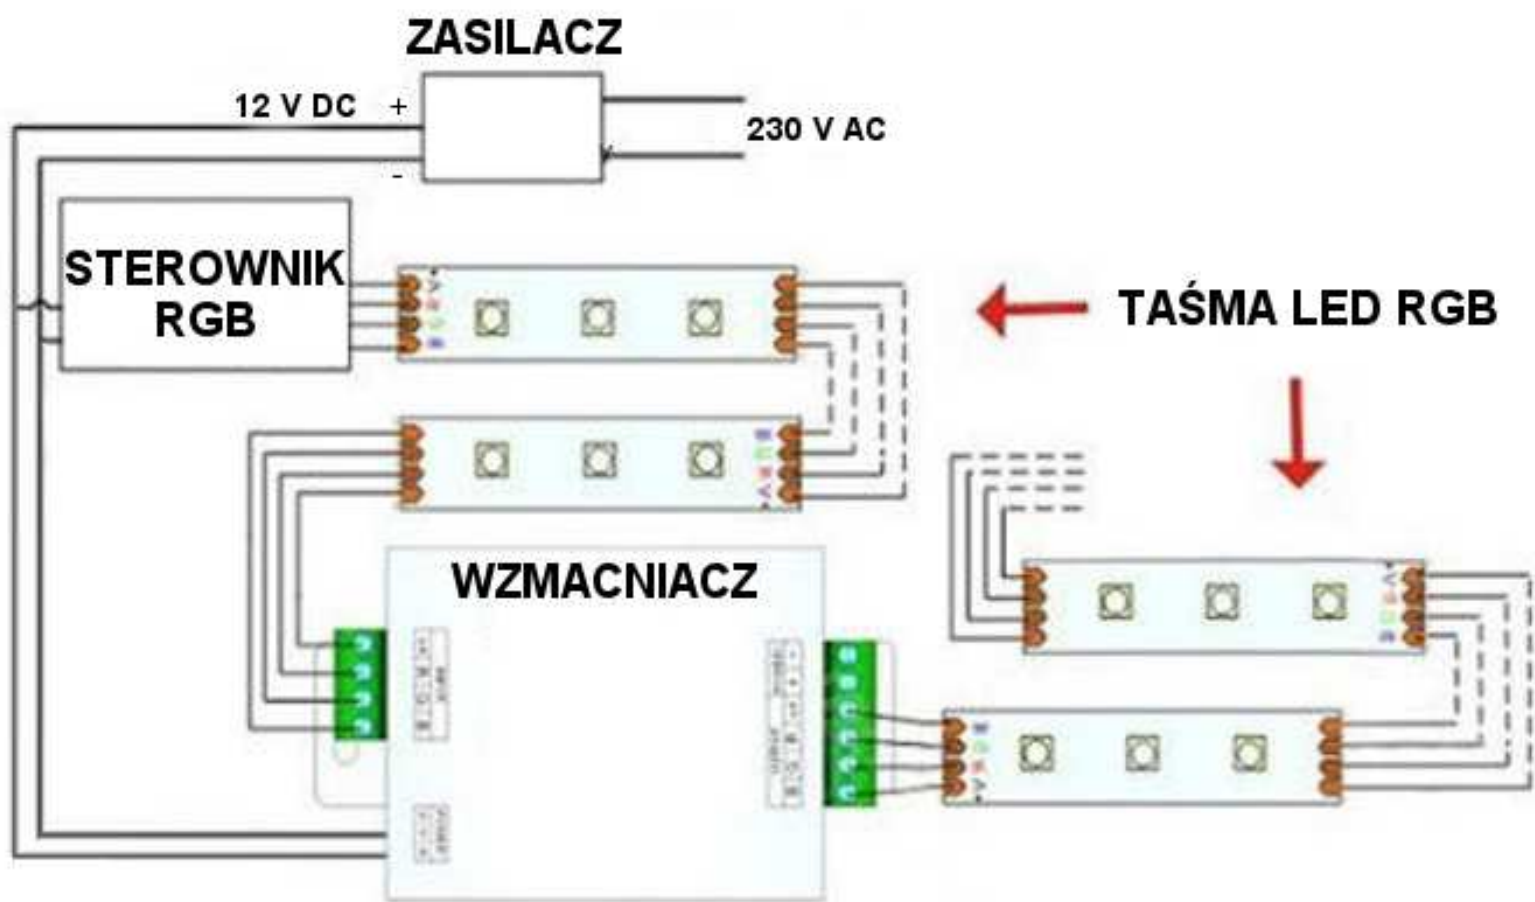 ZASILACZ
12 V DC
+
-
230 V AC
STEROWNIK
RGB
TAŚMA LED RGB
WZMACNIACZ